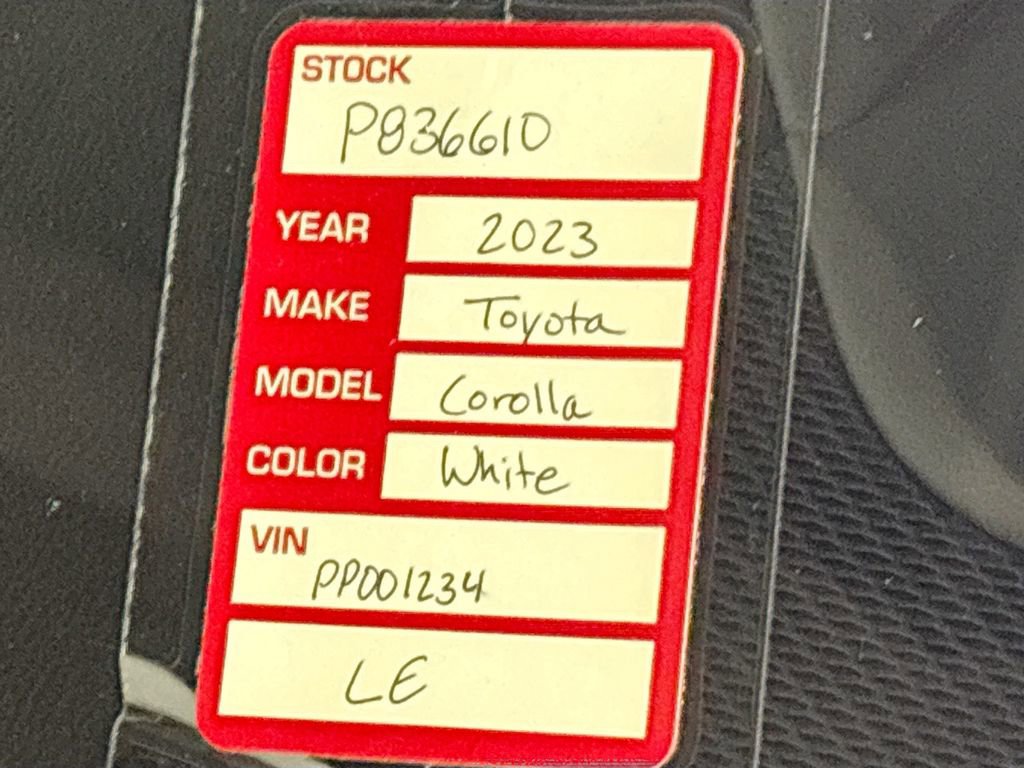 STOCK
P836610
YEAR 2023
MAKE Toyota
MODEL Corolla
COLOR White
VIN
PP001234
LE